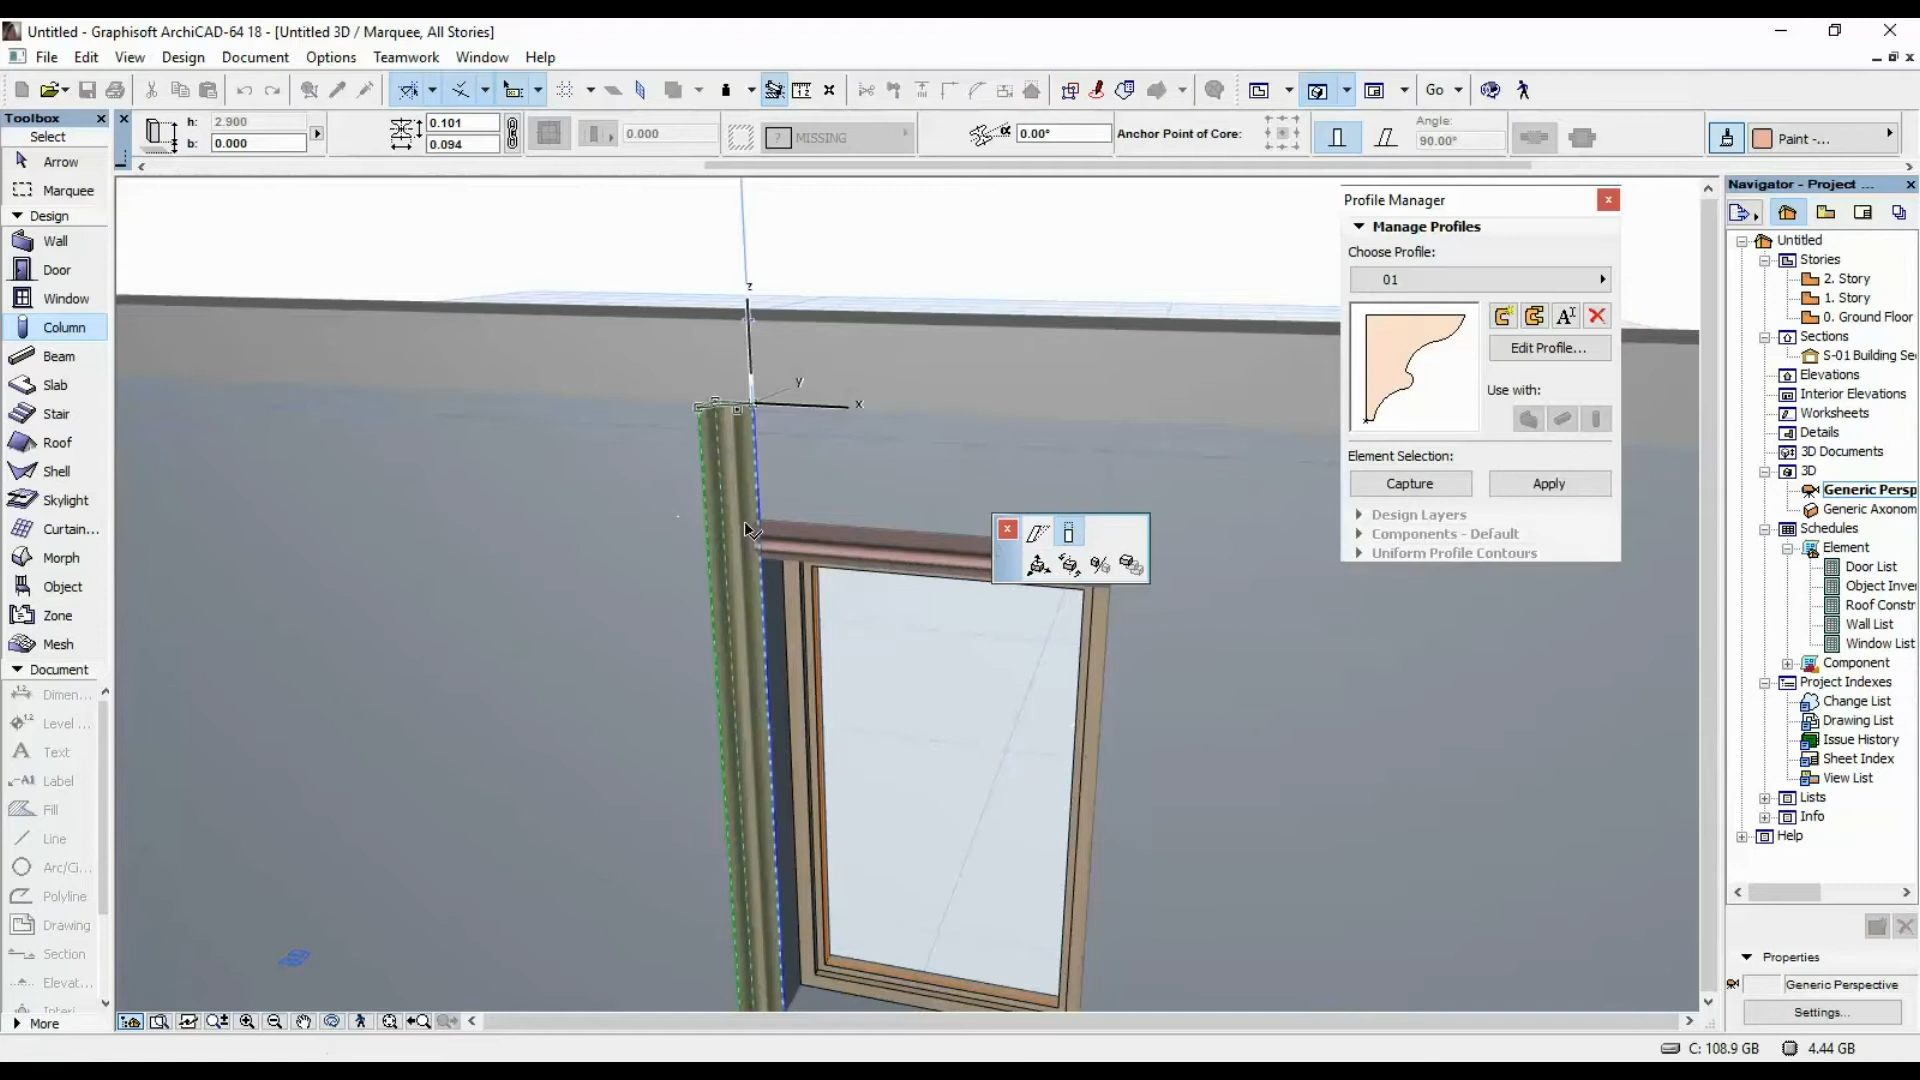 Untitled - Graphisoft ArchiCAD-64 18 - [Untitled 3D / Marquee, All Stories]
File Edit View Design Document Options Teamwork Window Help
Go
Toolbox
Select
Arrow
Marquee
Design
Wall
Door
Window
Column
Beam
Slab
Stair
Roof
Shell
Skylight
Curtain...
Morph
Object
Zone
Mesh
Document
Dimen...
Level ...
Text
Label
Fill
Line
Arc/Ci...
Polyline
Drawing
Section
Elevat...
More
h: 2.900
b: 0.000
0.101
0.094
0.000
? MISSING
α 0.00°
Anchor Point of Core:
Angle:
90.00°
Paint -...
z
y
x
Profile Manager
Manage Profiles
Choose Profile:
01
Edit Profile...
Use with:
Element Selection:
Capture Apply
Design Layers
Components - Default
Uniform Profile Contours
Navigator - Project ...
Untitled
Stories
2. Story
1. Story
0. Ground Floor
Sections
S-01 Building Se
Elevations
Interior Elevations
Worksheets
Details
3D Documents
3D
Generic Persp
Generic Axonom
Schedules
Element
Door List
Object Inve
Roof Constr
Wall List
Window List
Component
Project Indexes
Change List
Drawing List
Issue History
Sheet Index
View List
Lists
Info
Help
Properties
Generic Perspective
Settings...
C: 108.9 GB 4.44 GB